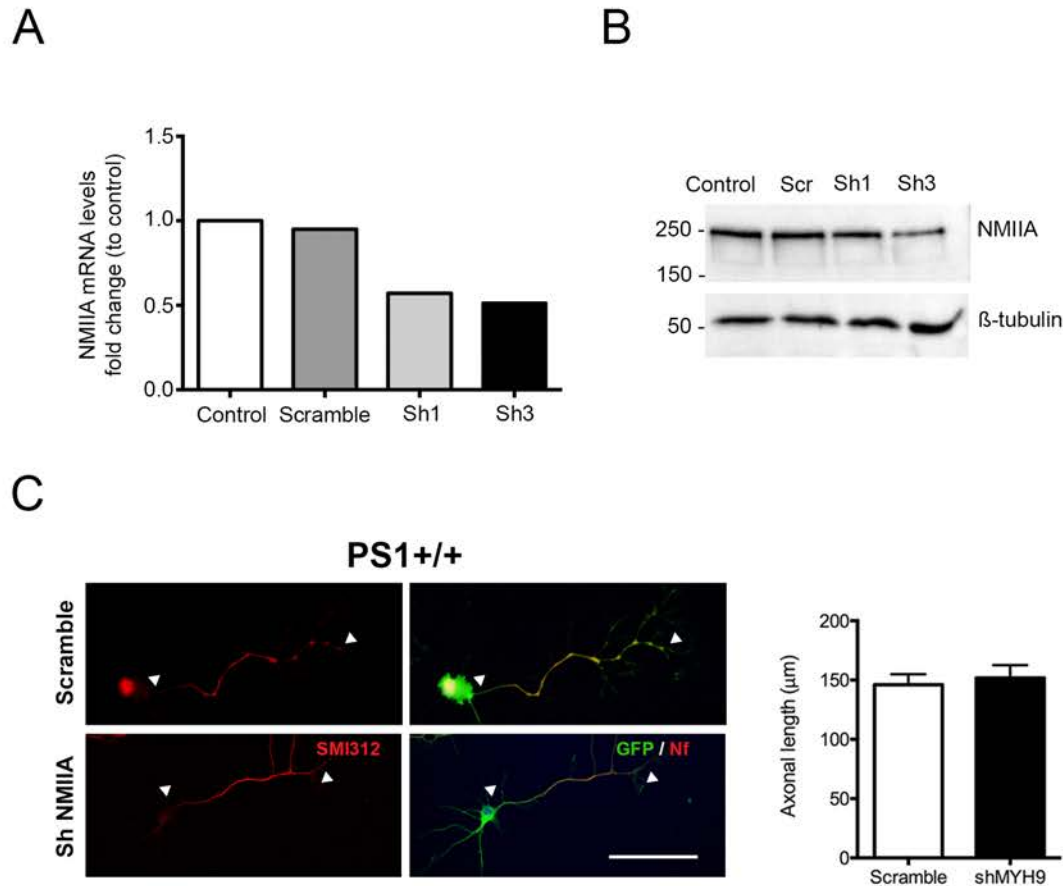 A
B
1.5
1.0
0.5
0.0
NMIIA mRNA levels
fold change (to control)
Control
Scramble
Sh1
Sh3
Control Scr Sh1 Sh3
250 -
NMIIA
150 -
50 -
ß-tubulin
C
PS1+/+
Scramble
Sh NMIIA
SMI312
GFP / Nf
200
150
100
50
0
Axonal length (µm)
Scramble
shMYH9